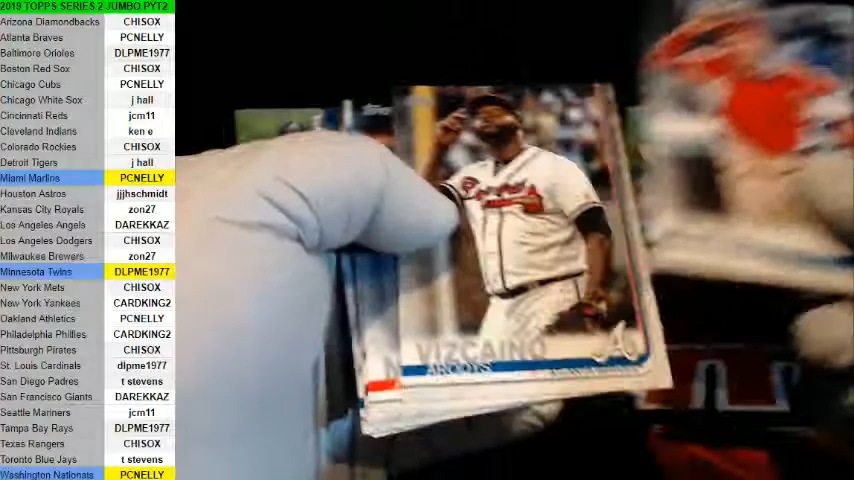 2019 TOPPS SERIES 2 JUMBO PYT2
Arizona Diamondbacks CHISOX
Atlanta Braves PCNELLY
Baltimore Orioles DLPME1977
Boston Red Sox CHISOX
Chicago Cubs PCNELLY
Chicago White Sox j hall
Cincinnati Reds jcm11
Cleveland Indians ken e
Colorado Rockies CHISOX
Detroit Tigers j hall
Miami Marlins PCNELLY
Houston Astros jjjhschmidt
Kansas City Royals zon27
Los Angeles Angels DAREKKAZ
Los Angeles Dodgers CHISOX
Milwaukee Brewers zon27
Minnesota Twins DLPME1977
New York Mets CHISOX
New York Yankees CARDKING2
Oakland Athletics PCNELLY
Philadelphia Phillies CARDKING2
Pittsburgh Pirates CHISOX
St. Louis Cardinals dlpme1977
San Diego Padres t stevens
San Francisco Giants DAREKKAZ
Seattle Mariners jcm11
Tampa Bay Rays DLPME1977
Texas Rangers CHISOX
Toronto Blue Jays t stevens
Washington Nationals PCNELLY
Braves
VIZCAINO
ARODYS